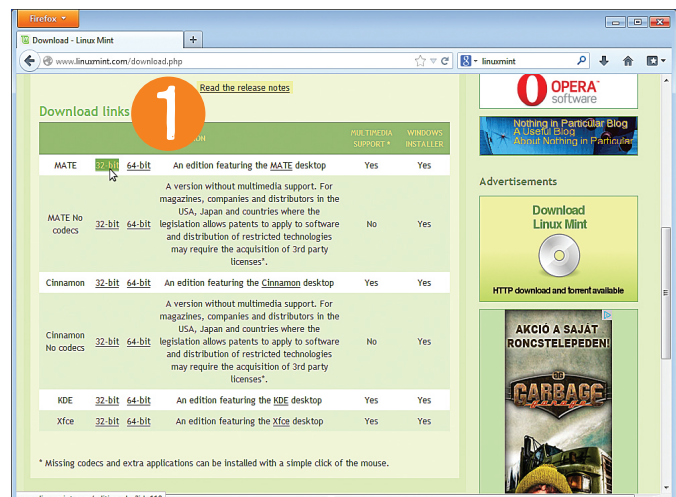 Firefox
Download - Linux Mint
www.linuxmint.com/download.php
linuxmint
Read the release notes
Download links
1
MULTIMEDIA SUPPORT *
WINDOWS INSTALLER
MATE 32-bit 64-bit An edition featuring the MATE desktop Yes Yes
MATE No codecs 32-bit 64-bit
A version without multimedia support. For
magazines, companies and distributors in the
USA, Japan and countries where the
legislation allows patents to apply to software
and distribution of restricted technologies
may require the acquisition of 3rd party
licenses*.
No Yes
Cinnamon 32-bit 64-bit An edition featuring the Cinnamon desktop Yes Yes
Cinnamon No codecs 32-bit 64-bit
A version without multimedia support. For
magazines, companies and distributors in the
USA, Japan and countries where the
legislation allows patents to apply to software
and distribution of restricted technologies
may require the acquisition of 3rd party
licenses*.
No Yes
KDE 32-bit 64-bit An edition featuring the KDE desktop Yes Yes
Xfce 32-bit 64-bit An edition featuring the Xfce desktop Yes Yes
* Missing codecs and extra applications can be installed with a simple click of the mouse.
OPERA
software
Nothing in Particular Blog
A Useful Blog
About Nothing in Particular
Advertisements
Download
Linux Mint
HTTP download and torrent available
AKCIÓ A SAJÁT
RONCSTELEPEDEN!
GARBAGE
Garage